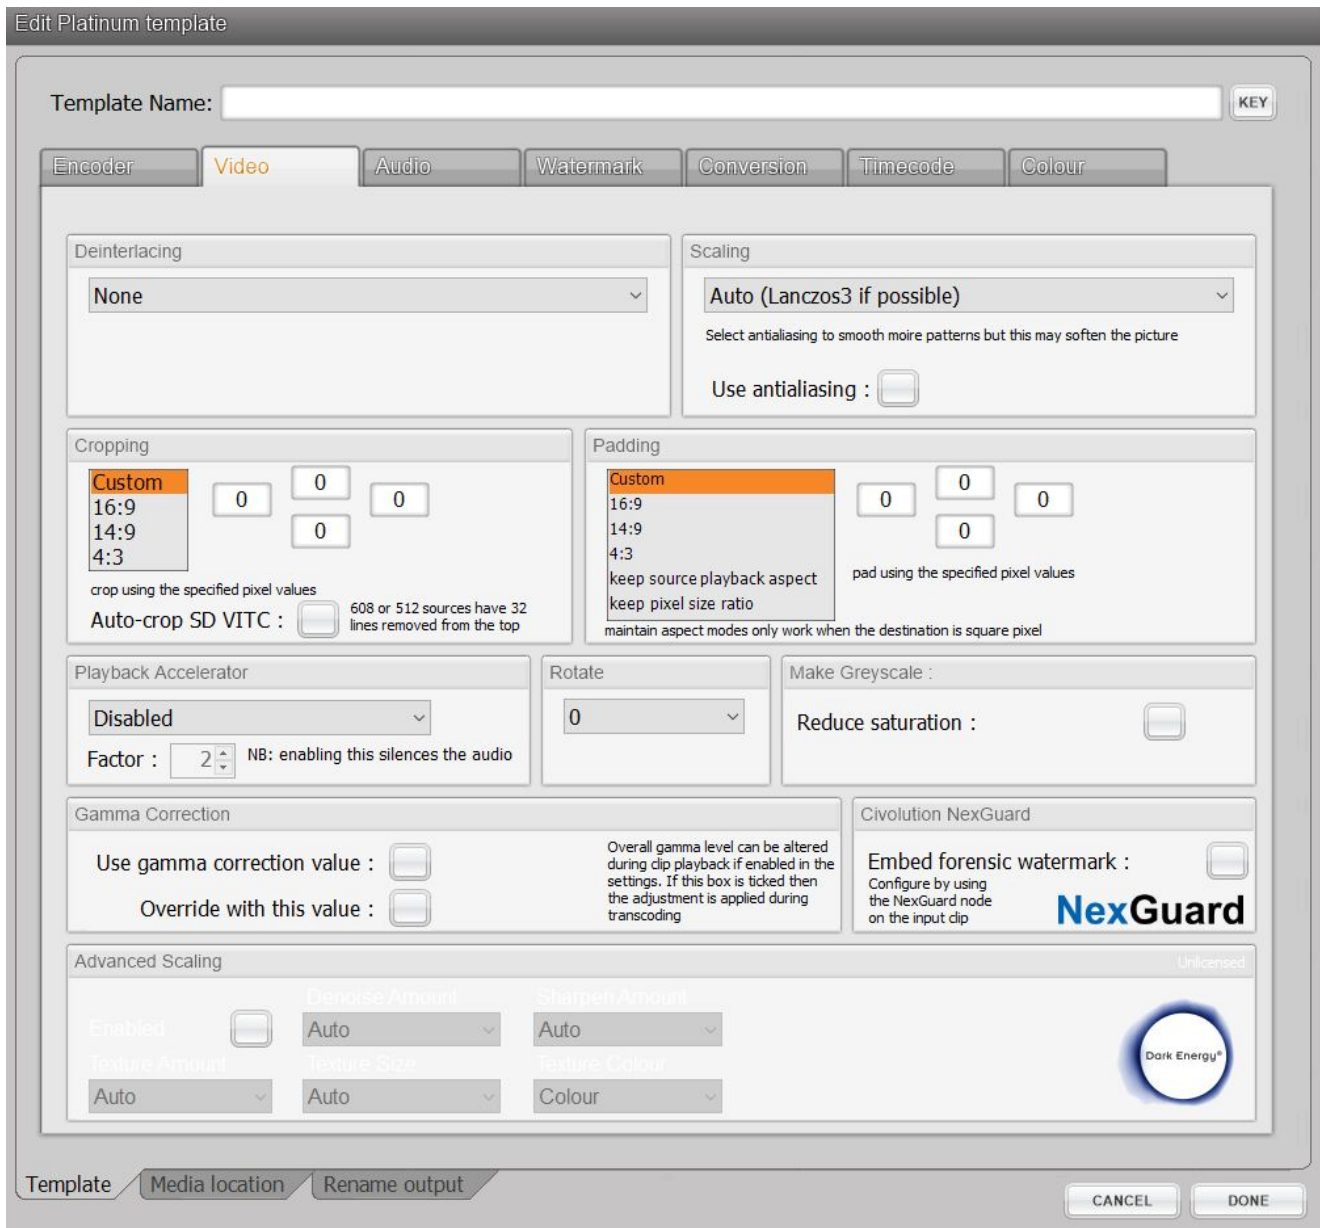 Edit Platinum template
Template Name:
KEY
Encoder
Video
Audio
Watermark
Conversion
Timecode
Colour
Deinterlacing
None
Scaling
Auto (Lanczos3 if possible)
Select antialiasing to smooth moire patterns but this may soften the picture
Use antialiasing :
Cropping
Custom
16:9
14:9
4:3
0
0
0
0
crop using the specified pixel values
Auto-crop SD VITC :
608 or 512 sources have 32
lines removed from the top
Padding
Custom
16:9
14:9
4:3
keep source playback aspect
keep pixel size ratio
0
0
0
0
pad using the specified pixel values
maintain aspect modes only work when the destination is square pixel
Playback Accelerator
Disabled
Factor :
2
NB: enabling this silences the audio
Rotate
0
Make Greyscale :
Reduce saturation :
Gamma Correction
Use gamma correction value :
Override with this value :
Overall gamma level can be altered
during clip playback if enabled in the
settings. If this box is ticked then
the adjustment is applied during
transcoding
Civolution NexGuard
Embed forensic watermark :
Configure by using
the NexGuard node
on the input clip
NexGuard
Advanced Scaling
Unlicensed
Enabled
Denoise Amount
Auto
Sharpen Amount
Auto
Texture Amount
Auto
Texture Size
Auto
Texture Colour
Colour
Dark Energy®
Template
Media location
Rename output
CANCEL
DONE